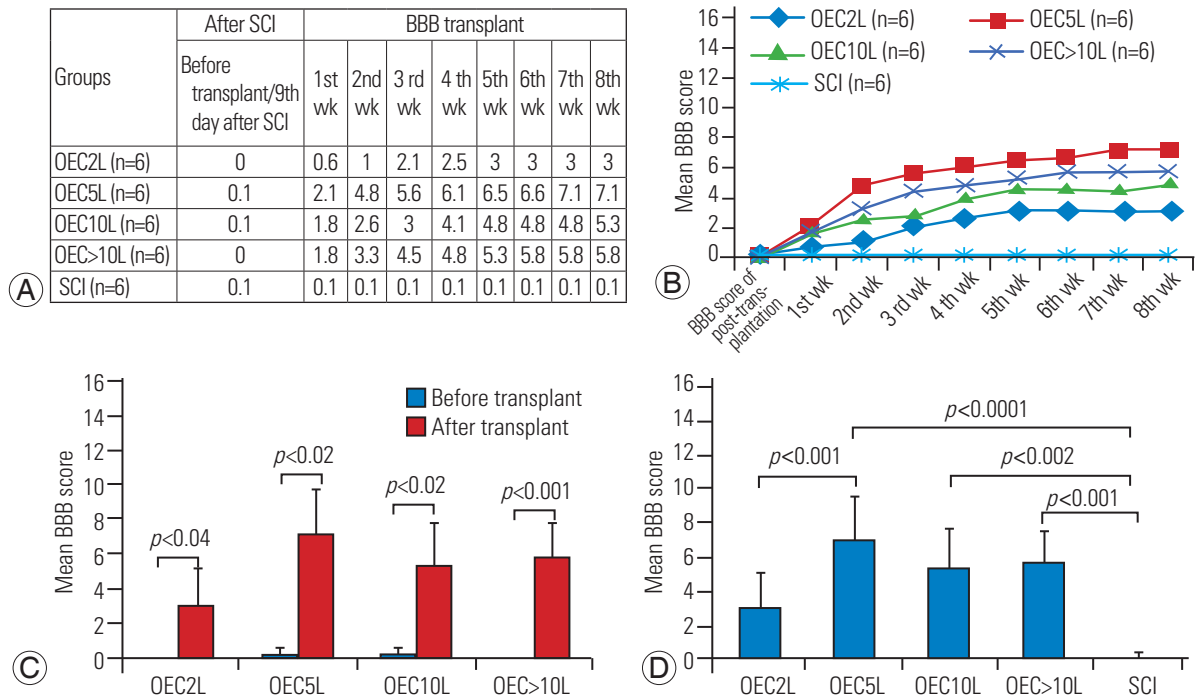 After SCI BBB transplant
Groups Before transplant/9th day after SCI 1st wk 2nd wk 3 rd wk 4 th wk 5th wk 6th wk 7th wk 8th wk
OEC2L (n=6) 0 0.6 1 2.1 2.5 3 3 3 3
OEC5L (n=6) 0.1 2.1 4.8 5.6 6.1 6.5 6.6 7.1 7.1
OEC10L (n=6) 0.1 1.8 2.6 3 4.1 4.8 4.8 4.8 5.3
OEC>10L (n=6) 0 1.8 3.3 4.5 4.8 5.3 5.8 5.8 5.8
SCI (n=6) 0.1 0.1 0.1 0.1 0.1 0.1 0.1 0.1 0.1
A
OEC2L (n=6) OEC5L (n=6)
OEC10L (n=6) OEC>10L (n=6)
SCI (n=6)
Mean BBB score
16
14
12
10
8
6
4
2
0
BBB score of
post-trans-
plantation
1st wk 2nd wk 3 rd wk 4 th wk 5th wk 6th wk 7th wk 8th wk
B
Before transplant
After transplant
Mean BBB score
16
14
12
10
8
6
4
2
0
p<0.04
p<0.02
p<0.02
p<0.001
OEC2L OEC5L OEC10L OEC>10L
C
Mean BBB score
16
14
12
10
8
6
4
2
0
p<0.0001
p<0.001
p<0.002
p<0.001
OEC2L OEC5L OEC10L OEC>10L SCI
D